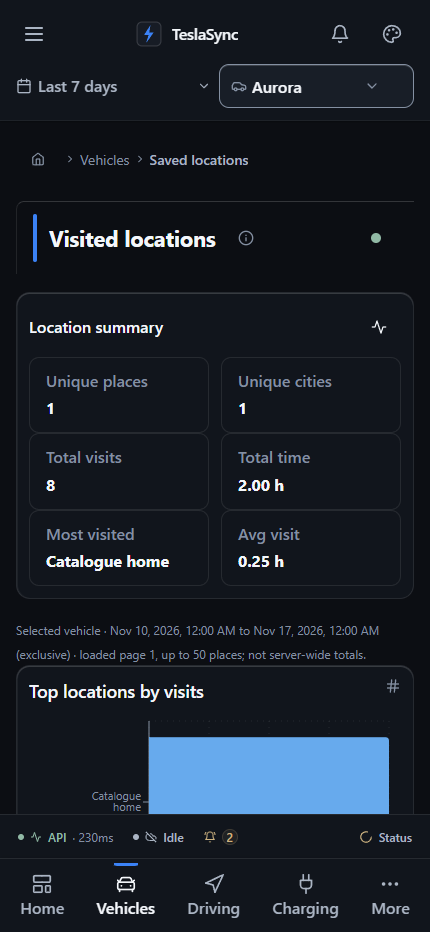 TeslaSync
Last 7 days
Aurora
Vehicles
Saved locations
Visited locations
Location summary
Unique places
1
Unique cities
1
Total visits
8
Total time
2.00 h
Most visited
Catalogue home
Avg visit
0.25 h
Selected vehicle · Nov 10, 2026, 12:00 AM to Nov 17, 2026, 12:00 AM
(exclusive) · loaded page 1, up to 50 places; not server-wide totals.
Top locations by visits
Catalogue
home
API · 230ms
Idle
2
Status
Home
Vehicles
Driving
Charging
More